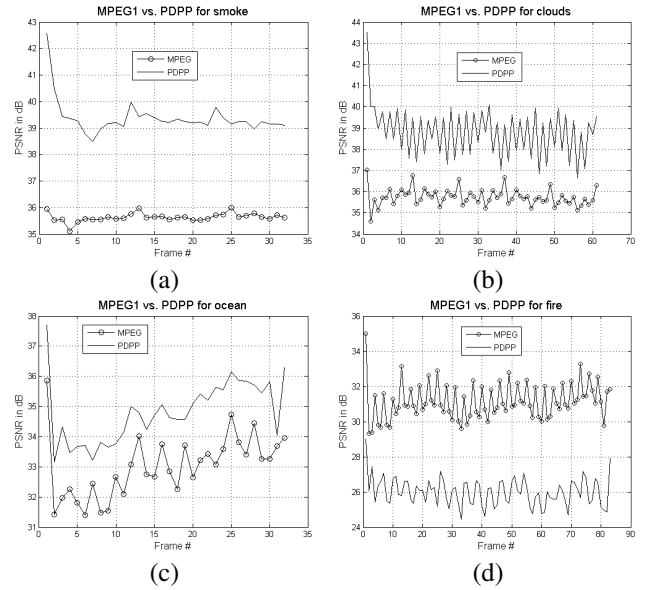 MPEG1 vs. PDPP for smoke
43
42
41
40
39
38
37
36
35
PSNR in dB
MPEG
PDPP
0 5 10 15 20 25 30 35
Frame #
(a)
MPEG1 vs. PDPP for clouds
44
43
42
41
40
39
38
37
36
35
34
PSNR in dB
MPEG
PDPP
0 10 20 30 40 50 60 70
Frame #
(b)
MPEG1 vs. PDPP for ocean
38
37
36
35
34
33
32
31
PSNR in dB
MPEG
PDPP
0 5 10 15 20 25 30 35
Frame #
(c)
MPEG1 vs. PDPP for fire
36
34
32
30
28
26
24
PSNR in dB
MPEG
PDPP
0 10 20 30 40 50 60 70 80 90
Frame #
(d)